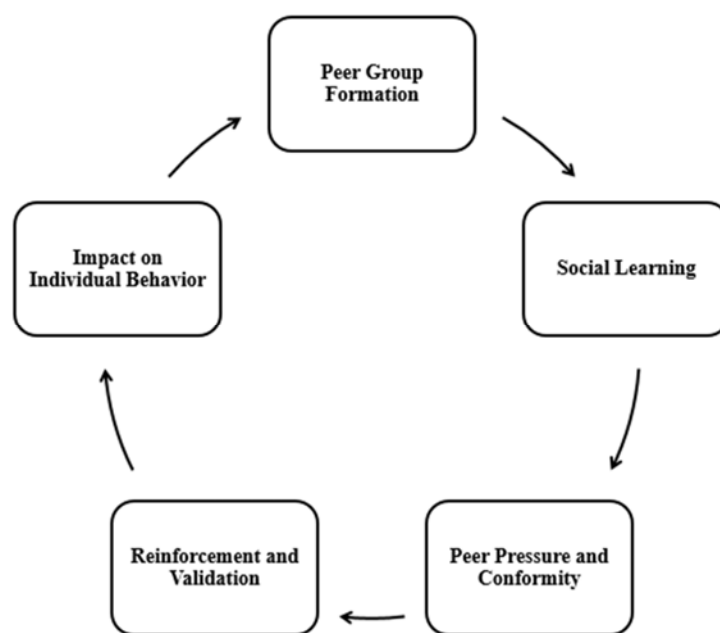 Peer Group
Formation
Social Learning
Peer Pressure and
Conformity
Reinforcement and
Validation
Impact on
Individual Behavior